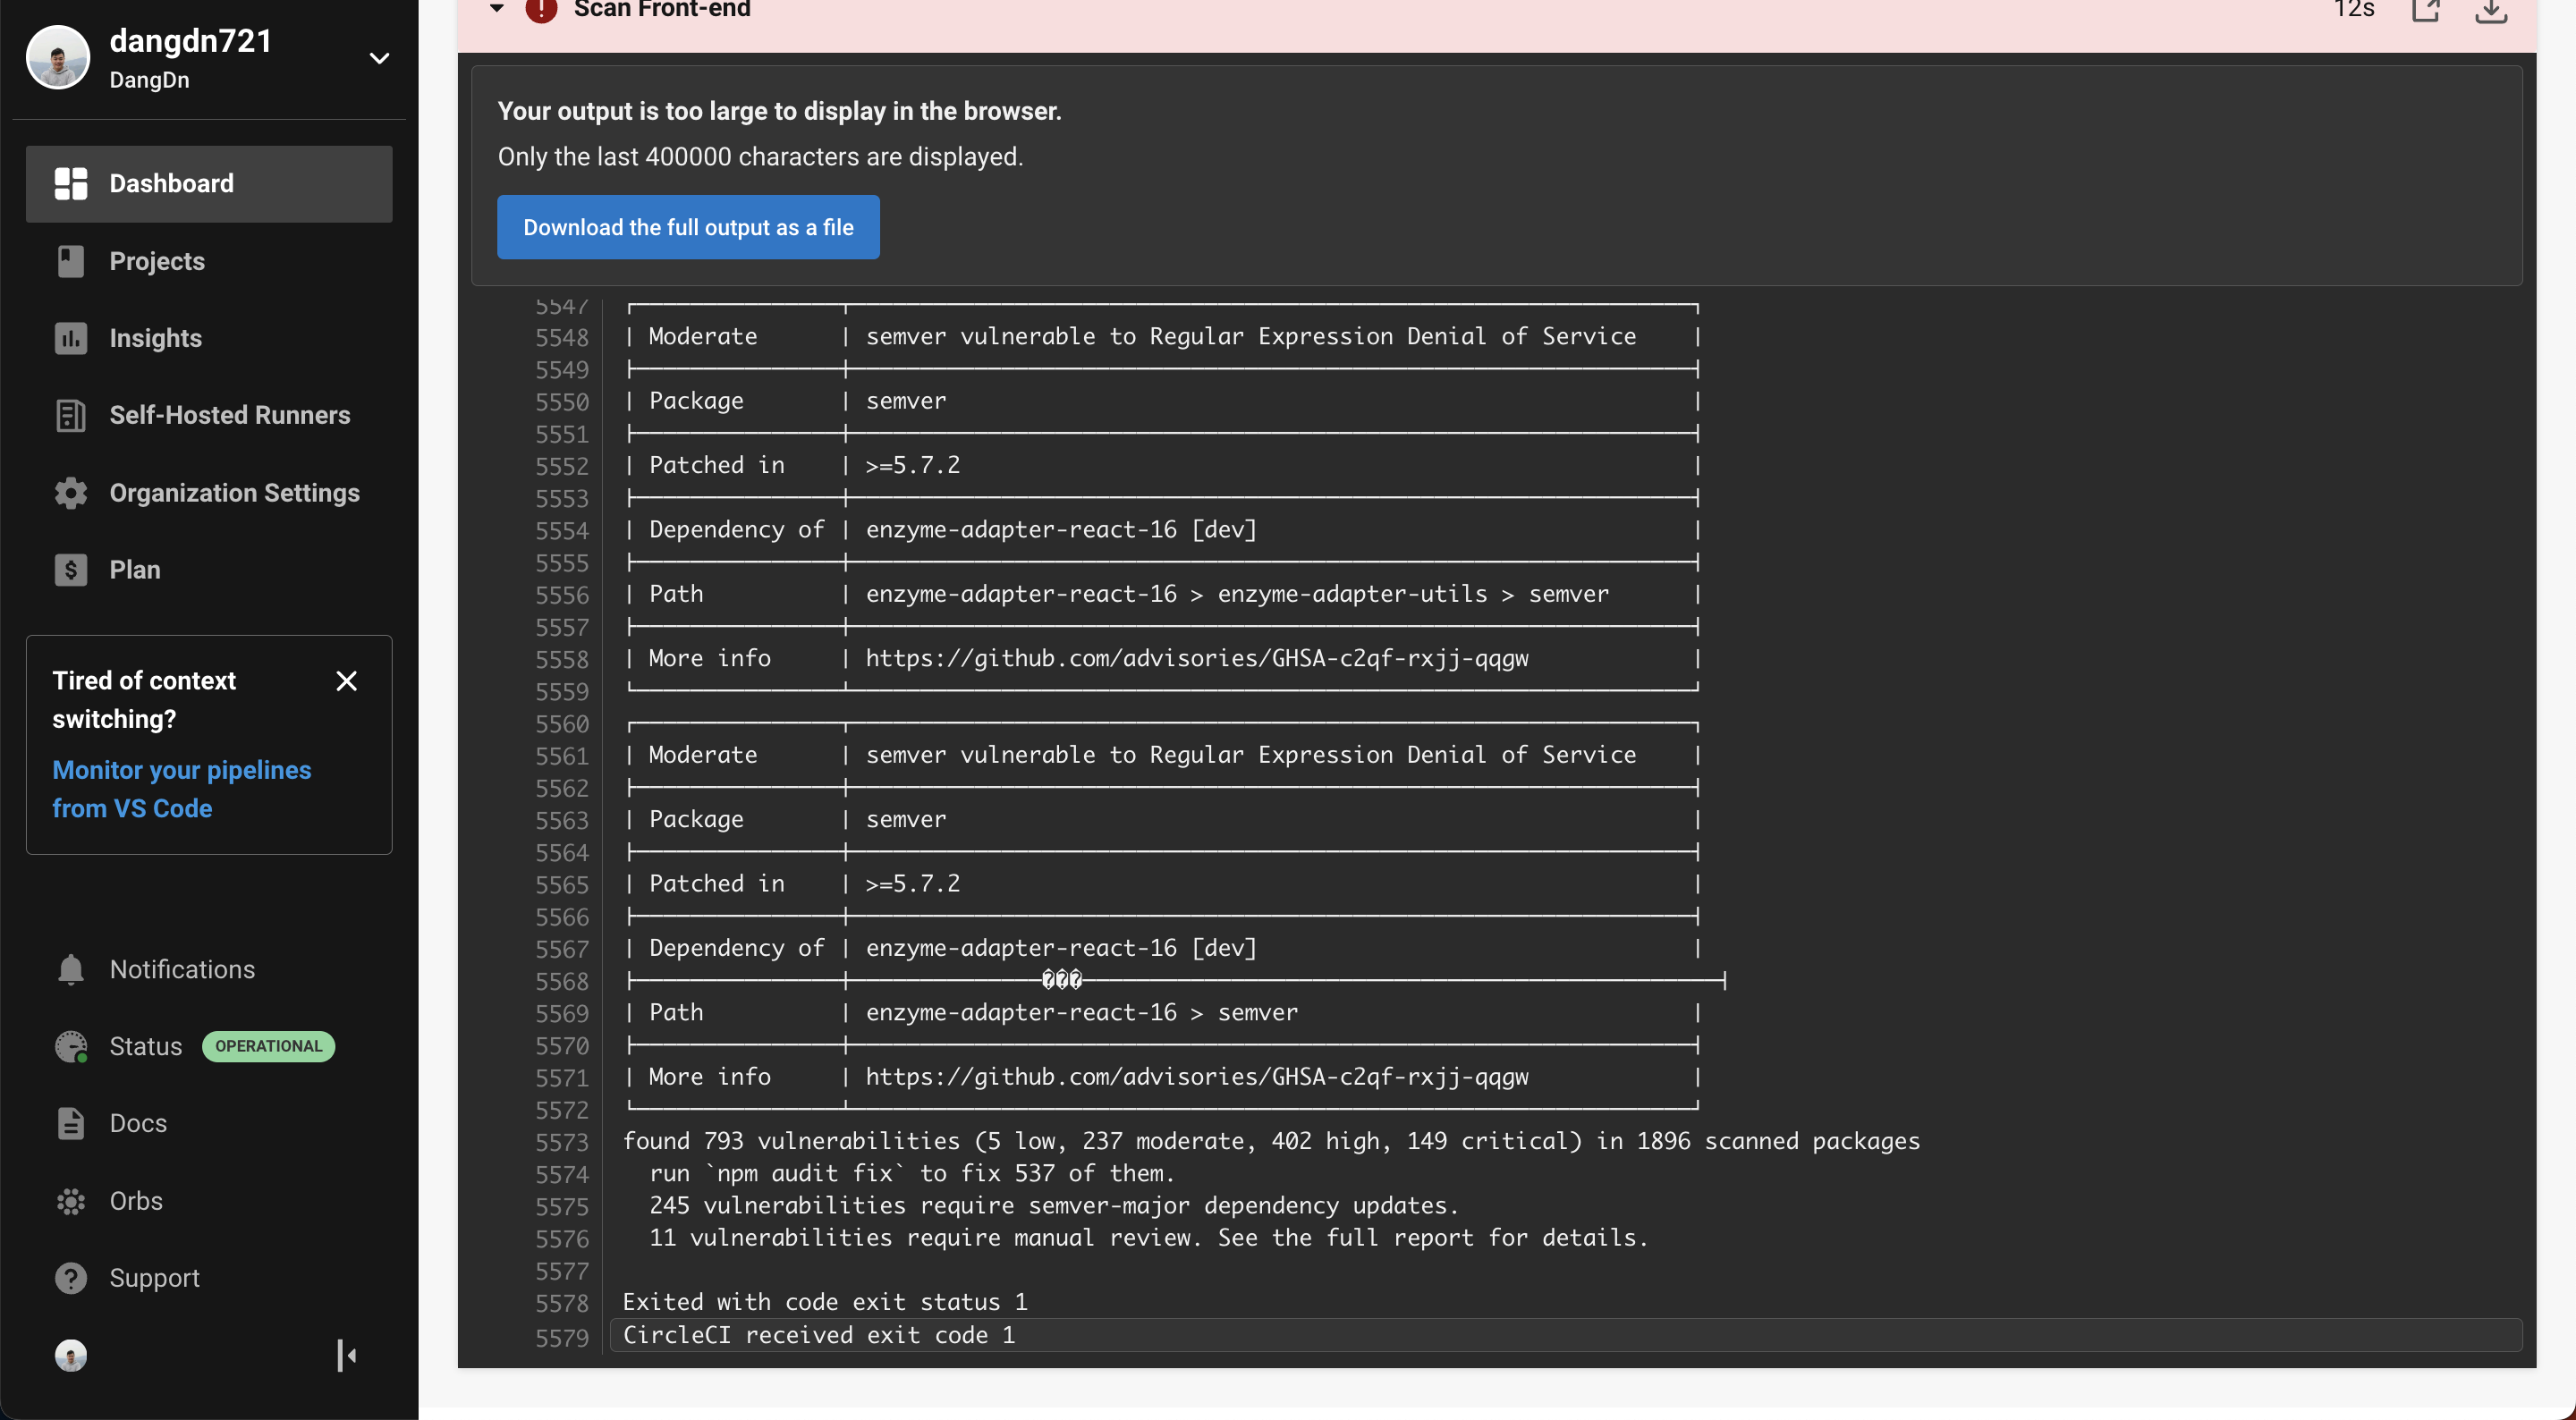 dangdn721
DangDn
Dashboard
Projects
Insights
Self-Hosted Runners
Organization Settings
Plan
Tired of context
switching?
Monitor your pipelines
from VS Code
Notifications
Status OPERATIONAL
Docs
Orbs
Support
Scan Front-end 12s
Your output is too large to display in the browser.
Only the last 400000 characters are displayed.
Download the full output as a file
5547
5548 | Moderate | semver vulnerable to Regular Expression Denial of Service |
5549
5550 | Package | semver |
5551
5552 | Patched in | >=5.7.2 |
5553
5554 | Dependency of | enzyme-adapter-react-16 [dev] |
5555
5556 | Path | enzyme-adapter-react-16 > enzyme-adapter-utils > semver |
5557
5558 | More info | https://github.com/advisories/GHSA-c2qf-rxjj-qqgw |
5559
5560
5561 | Moderate | semver vulnerable to Regular Expression Denial of Service |
5562
5563 | Package | semver |
5564
5565 | Patched in | >=5.7.2 |
5566
5567 | Dependency of | enzyme-adapter-react-16 [dev] |
5568 ���
5569 | Path | enzyme-adapter-react-16 > semver |
5570
5571 | More info | https://github.com/advisories/GHSA-c2qf-rxjj-qqgw |
5572
5573 found 793 vulnerabilities (5 low, 237 moderate, 402 high, 149 critical) in 1896 scanned packages
5574 run `npm audit fix` to fix 537 of them.
5575 245 vulnerabilities require semver-major dependency updates.
5576 11 vulnerabilities require manual review. See the full report for details.
5577
5578 Exited with code exit status 1
5579 CircleCI received exit code 1